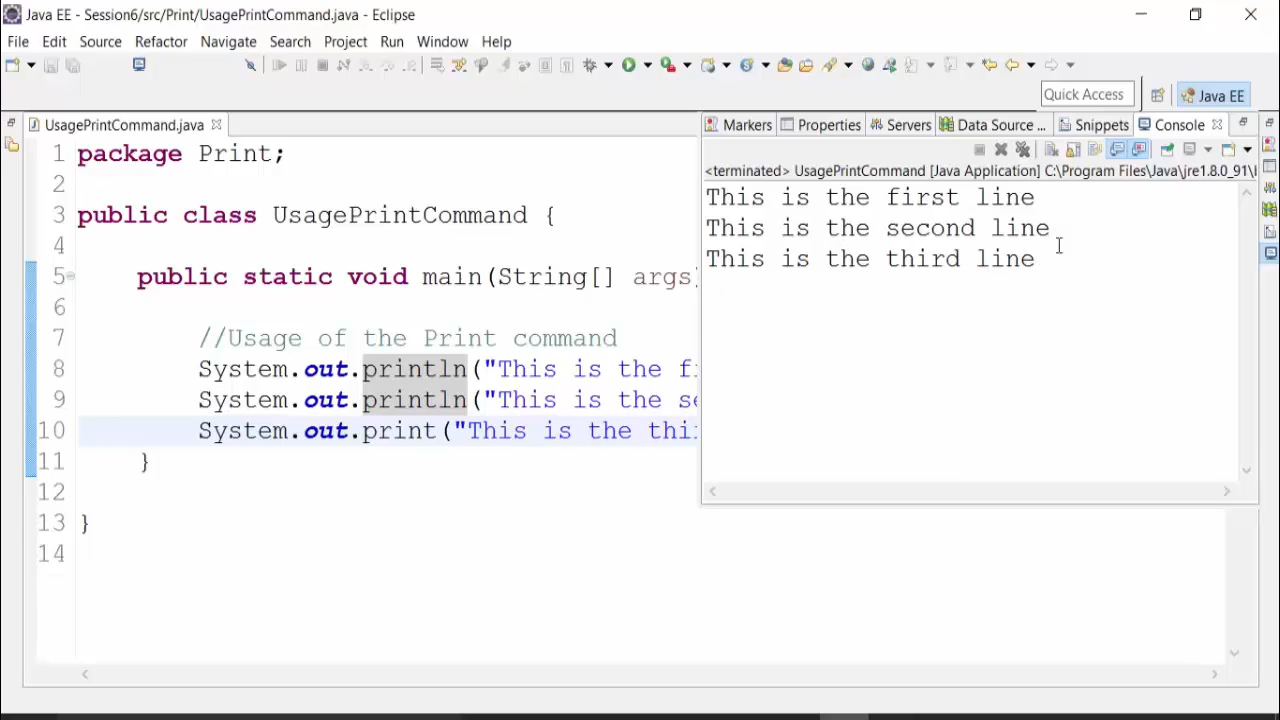 Java EE - Session6/src/Print/UsagePrintCommand.java - Eclipse
File Edit Source Refactor Navigate Search Project Run Window Help
Quick Access
Java EE
UsagePrintCommand.java
1 package Print;
2
3 public class UsagePrintCommand {
4
5 public static void main(String[] args)
6
7 //Usage of the Print command
8 System.out.println("This is the fi
9 System.out.println("This is the se
10 System.out.print("This is the thir
11 }
12
13 }
14
Markers Properties Servers Data Source ... Snippets Console
<terminated> UsagePrintCommand [Java Application] C:\Program Files\Java\jre1.8.0_91\
This is the first line
This is the second line
This is the third line